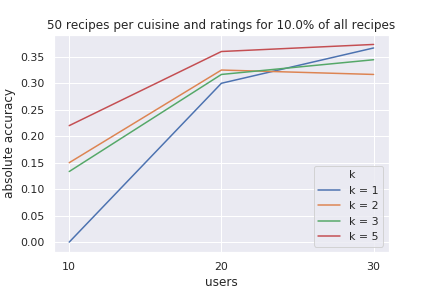 50 recipes per cuisine and ratings for 10.0% of all recipes
absolute accuracy
0.35
0.30
0.25
0.20
0.15
0.10
0.05
0.00
k
k = 1
k = 2
k = 3
k = 5
10 20 30
users